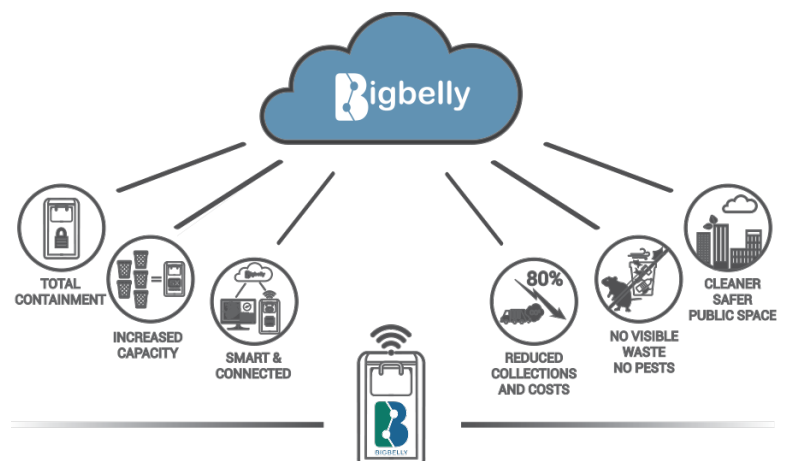 Bigbelly
TOTAL
CONTAINMENT
INCREASED
CAPACITY
Bigbelly
SMART &
CONNECTED
80%
REDUCED
COLLECTIONS
AND COSTS
NO VISIBLE
WASTE
NO PESTS
CLEANER
SAFER
PUBLIC SPACE
BIGBELLY